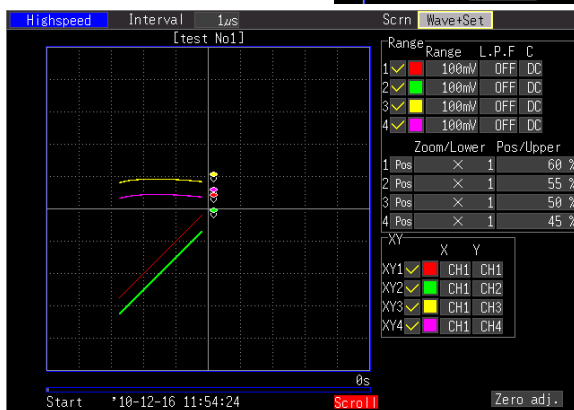 Highspeed Interval 1μs Scrn Wave+Set
[test No1]
Range
Range L.P.F C
1 100mV OFF DC
2 100mV OFF DC
3 100mV OFF DC
4 100mV OFF DC
Zoom/Lower Pos/Upper
1 Pos × 1 60 %
2 Pos × 1 55 %
3 Pos × 1 50 %
4 Pos × 1 45 %
XY
X Y
XY1 CH1 CH1
XY2 CH1 CH2
XY3 CH1 CH3
XY4 CH1 CH4
0s
Start '10-12-16 11:54:24 Scroll Zero adj.